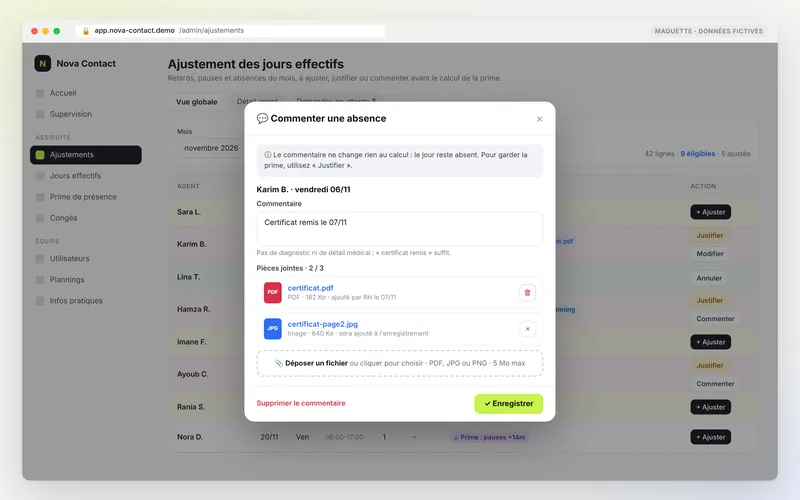 app.nova-contact.demo /admin/ajustements
MAQUETTE · DONNÉES FICTIVES
N Nova Contact
Accueil
Supervision
ASSIDUITÉ
Ajustements
Jours effectifs
Prime de présence
Congés
ÉQUIPE
Utilisateurs
Plannings
Infos pratiques
Ajustement des jours effectifs
Retards, pauses et absences du mois, à ajuster, justifier ou commenter avant le calcul de la prime.
Vue globale
Mois
novembre 2026
42 lignes · 9 éligibles · 5 ajustés
AGENT
ACTION
Sara L.
+ Ajuster
Karim B.
Justifier
Modifier
Lina T.
Annuler
Hamza R.
Justifier
Commenter
Imane F.
+ Ajuster
Ayoub C.
Justifier
Commenter
Rania S.
+ Ajuster
Nora D. 20/11 Ven 08:00-17:00 1 - Prime : pauses +14m
+ Ajuster
💬 Commenter une absence ×
ⓘ Le commentaire ne change rien au calcul : le jour reste absent. Pour garder la
prime, utilisez « Justifier ».
Karim B. · vendredi 06/11
Commentaire
Certificat remis le 07/11
Pas de diagnostic ni de détail médical : « certificat remis » suffit.
Pièces jointes · 2 / 3
PDF
certificat.pdf
PDF · 182 Ko · ajouté par RH le 07/11
JPG
certificat-page2.jpg
Image · 640 Ko · sera ajouté à l'enregistrement
×
📎 Déposer un fichier ou cliquer pour choisir · PDF, JPG ou PNG · 5 Mo max
Supprimer le commentaire
✓ Enregistrer